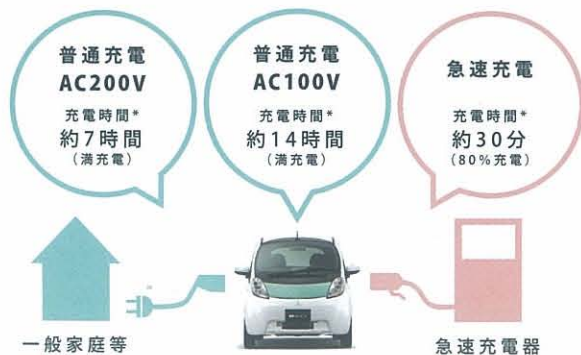 普通充電
AC200V
充電時間*
約7時間
(満充電)
普通充電
AC100V
充電時間*
約14時間
(満充電)
急速充電
充電時間*
約30分
(80%充電)
一般家庭等
急速充電器